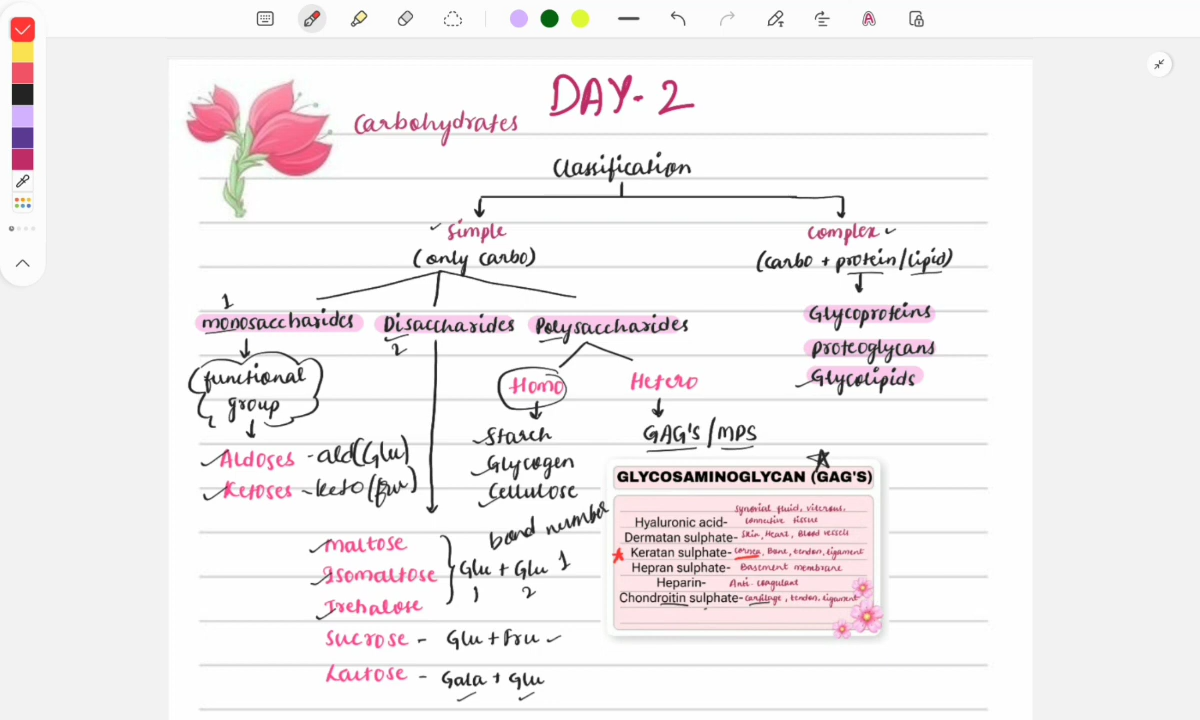 DAY-2
Carbohydrates
Classification
Simple
(only carbo)
Complex
(carbo + protein/lipid)
1
monosaccharides
Disaccharides
2
Polysaccharides
Glycoproteins
Proteoglycans
Glycolipids
functional
group
Aldoses - ald(Glu)
Ketoses - keto(fru)
Homo
Starch
Glycogen
Cellulose
Hetero
GAG'S/MPS
GLYCOSAMINOGLYCAN (GAG'S)
Hyaluronic acid- synovial fluid, viterous,
connective tissue
Dermatan sulphate- Skin, Heart, Blood vessels
Keratan sulphate- cornea, Bone, tendon, ligament
Hepran sulphate- Basement membrane
Heparin- Anti-coagulant
Chondroitin sulphate- cartilage, tendon, ligament
bond number
Maltose
Isomaltose
Trehalose
Glu + Glu 1
1 2
Sucrose - Glu + Fru
Lactose - Gala + Glu